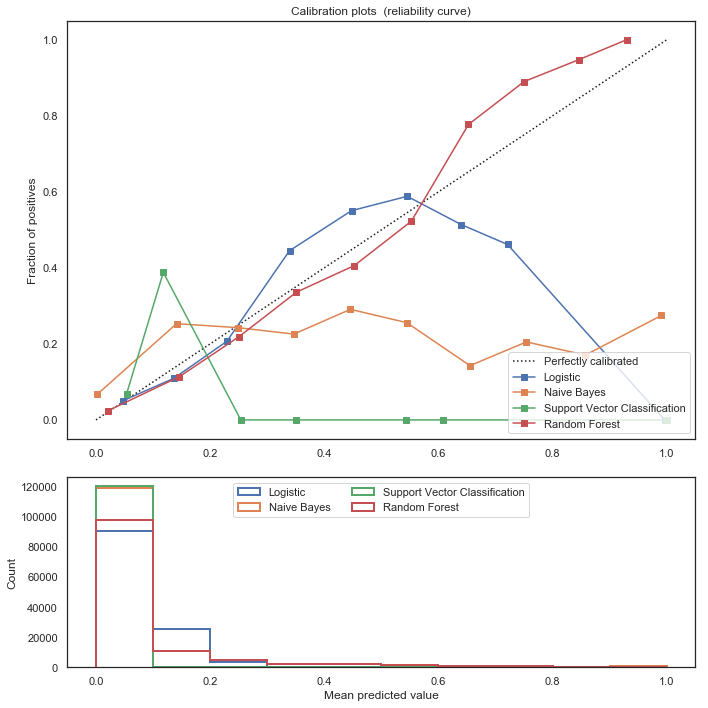 Calibration plots (reliability curve)
1.0
0.8
0.6
0.4
0.2
0.0
Fraction of positives
0.0 0.2 0.4 0.6 0.8 1.0
Perfectly calibrated
Logistic
Naive Bayes
Support Vector Classification
Random Forest
120000
100000
80000
60000
40000
20000
0
Count
Logistic Support Vector Classification
Naive Bayes Random Forest
0.0 0.2 0.4 0.6 0.8 1.0
Mean predicted value